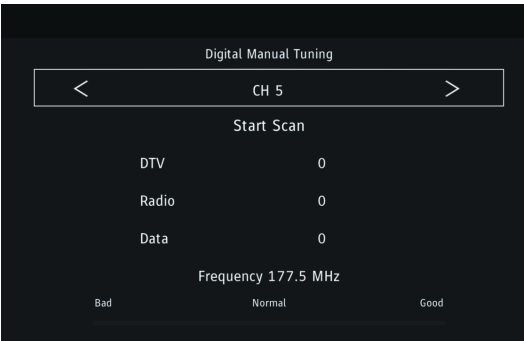 Digital Manual Tuning
< CH 5 >
Start Scan
DTV 0
Radio 0
Data 0
Frequency 177.5 MHz
Bad Normal Good